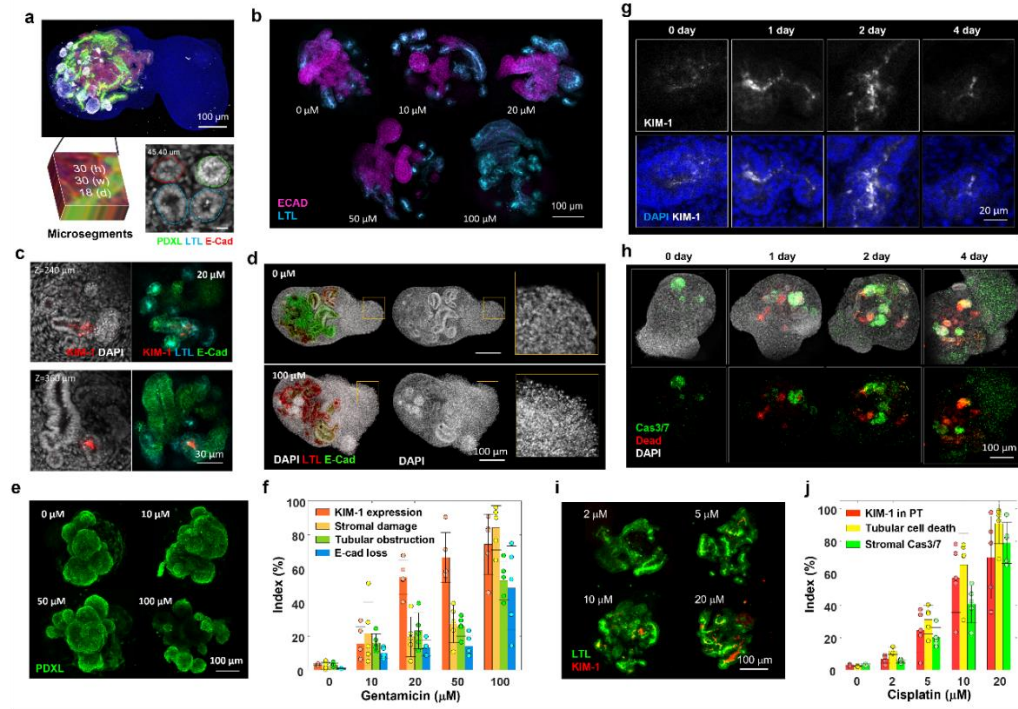 a
100 µm
30 (h)
30 (w)
18 (d)
Microsegments
45.40 µm
PDXL LTL E-Cad
b
0 µM
10 µM
20 µM
50 µM
100 µM
ECAD
LTL
100 µm
c
Z=240 µm
20 µM
KIM-1 DAPI
KIM-1 LTL E-Cad
Z=360 µm
30 µm
d
0 µM
100 µM
DAPI LTL E-Cad
DAPI
100 µm
e
0 µM
10 µM
50 µM
100 µM
PDXL
100 µm
f
KIM-1 expression
Stromal damage
Tubular obstruction
E-cad loss
Index (%)
100
80
60
40
20
0
0 10 20 50 100
Gentamicin (µM)
g
0 day 1 day 2 day 4 day
KIM-1
DAPI KIM-1
20 µm
h
0 day 1 day 2 day 4 day
Cas3/7
Dead
DAPI
100 µm
i
2 µM
5 µM
10 µM
20 µM
LTL
KIM-1
100 µm
j
KIM-1 in PT
Tubular cell death
Stromal Cas3/7
Index (%)
100
80
60
40
20
0
0 2 5 10 20
Cisplatin (µM)